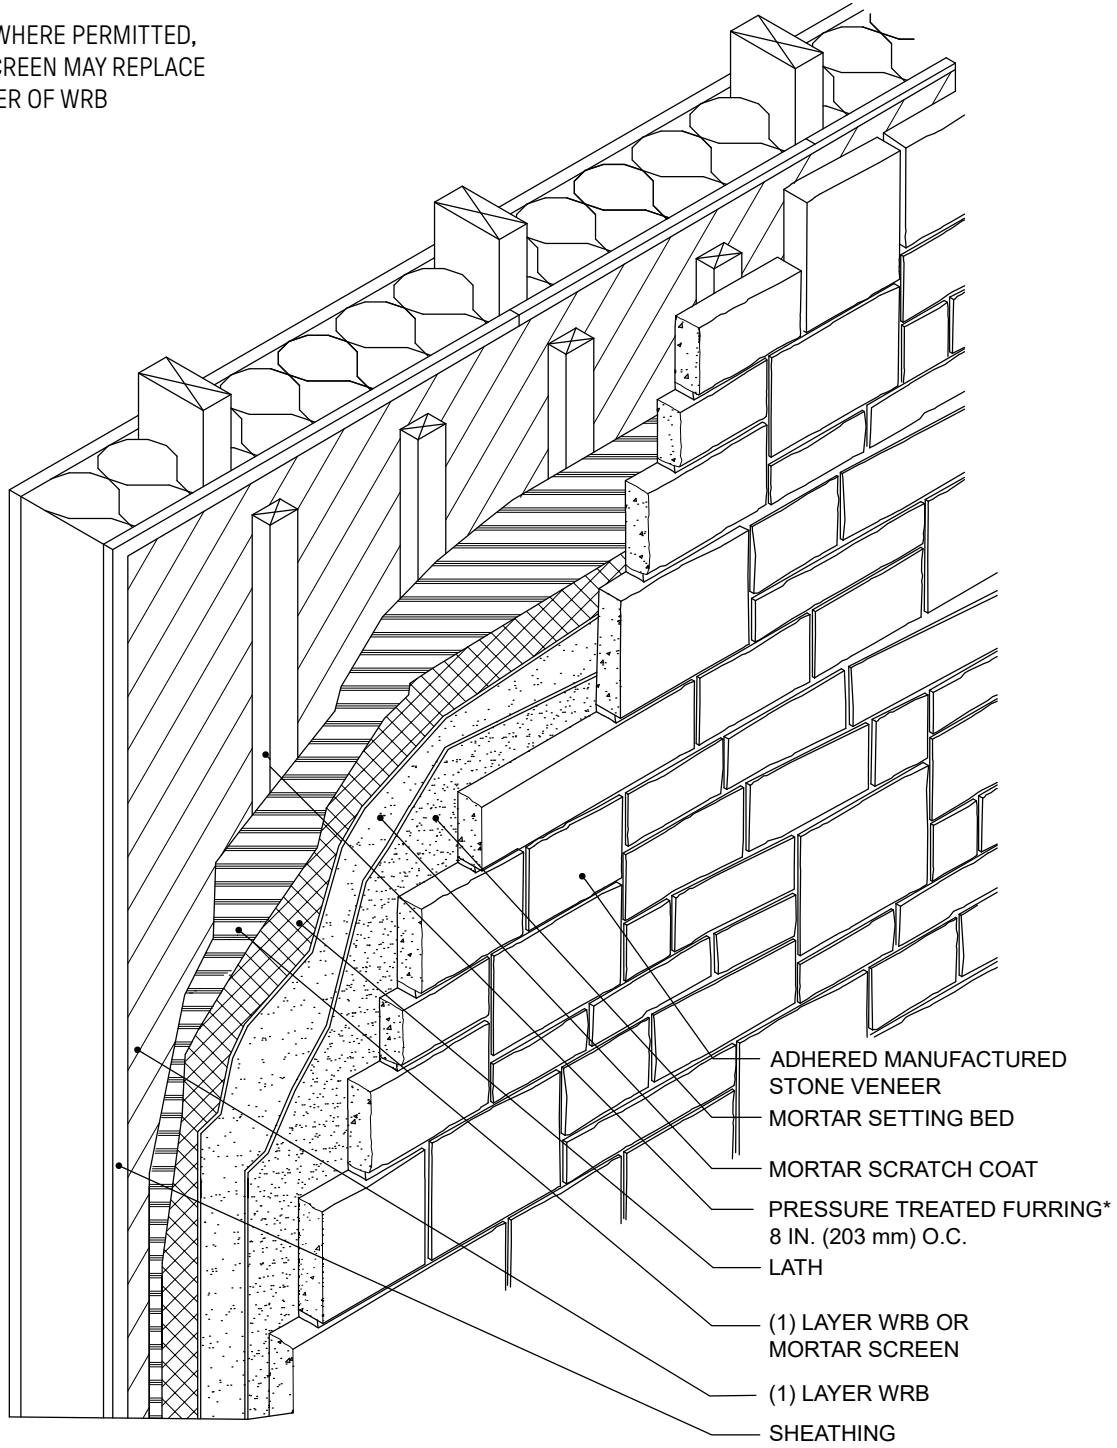 WHERE PERMITTED,
CREEN MAY REPLACE
ER OF WRB
ADHERED MANUFACTURED
STONE VENEER
MORTAR SETTING BED
MORTAR SCRATCH COAT
PRESSURE TREATED FURRING*
8 IN. (203 mm) O.C.
LATH
(1) LAYER WRB OR
MORTAR SCREEN
(1) LAYER WRB
SHEATHING